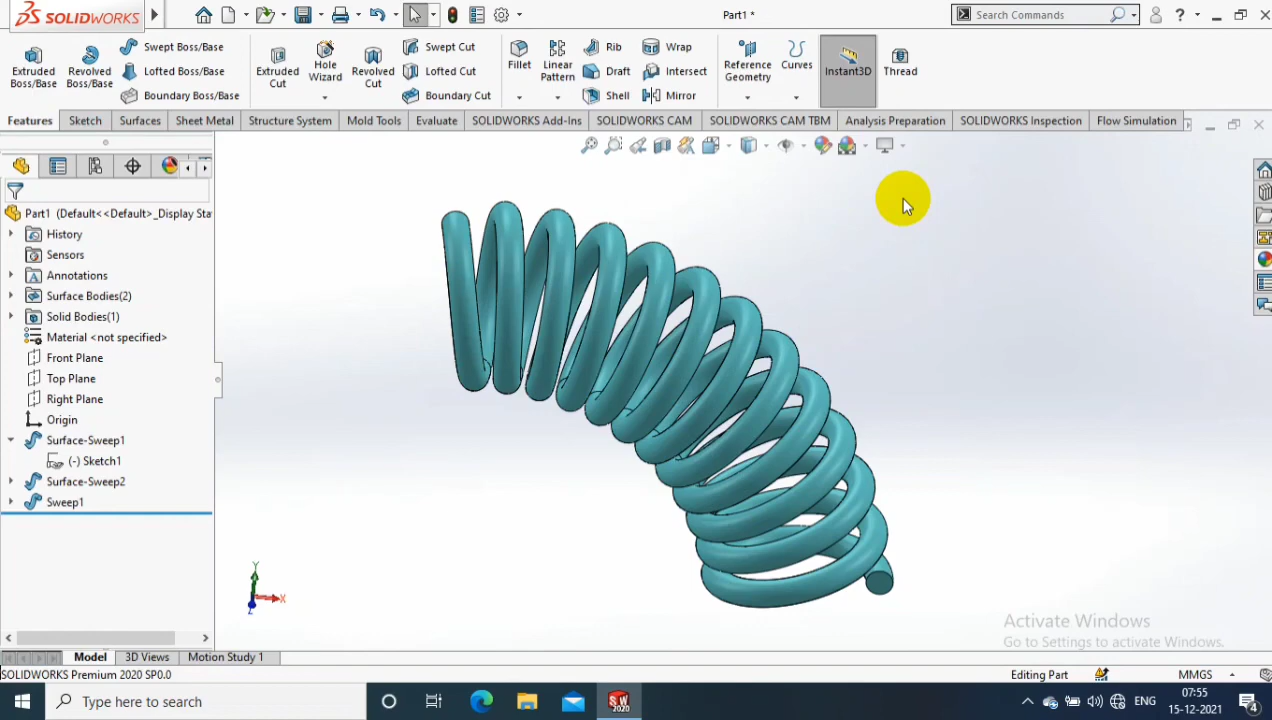 SOLIDWORKS
Part1 *
Search Commands
?
Extruded Boss/Base
Revolved Boss/Base
Swept Boss/Base
Lofted Boss/Base
Boundary Boss/Base
Extruded Cut
Hole Wizard
Revolved Cut
Swept Cut
Lofted Cut
Boundary Cut
Fillet
Linear Pattern
Rib
Draft
Shell
Wrap
Intersect
Mirror
Reference Geometry
Curves
Instant3D
Thread
Features
Sketch
Surfaces
Sheet Metal
Structure System
Mold Tools
Evaluate
SOLIDWORKS Add-Ins
SOLIDWORKS CAM
SOLIDWORKS CAM TBM
Analysis Preparation
SOLIDWORKS Inspection
Flow Simulation
Part1 (Default<<Default>_Display Sta
History
Sensors
Annotations
Surface Bodies(2)
Solid Bodies(1)
Material <not specified>
Front Plane
Top Plane
Right Plane
Origin
Surface-Sweep1
(-) Sketch1
Surface-Sweep2
Sweep1
Y
X
Z
Activate Windows
Go to Settings to activate Windows.
Model
3D Views
Motion Study 1
SOLIDWORKS Premium 2020 SP0.0
Editing Part
MMGS
Type here to search
SW
2020
ENG
07:55
15-12-2021
4